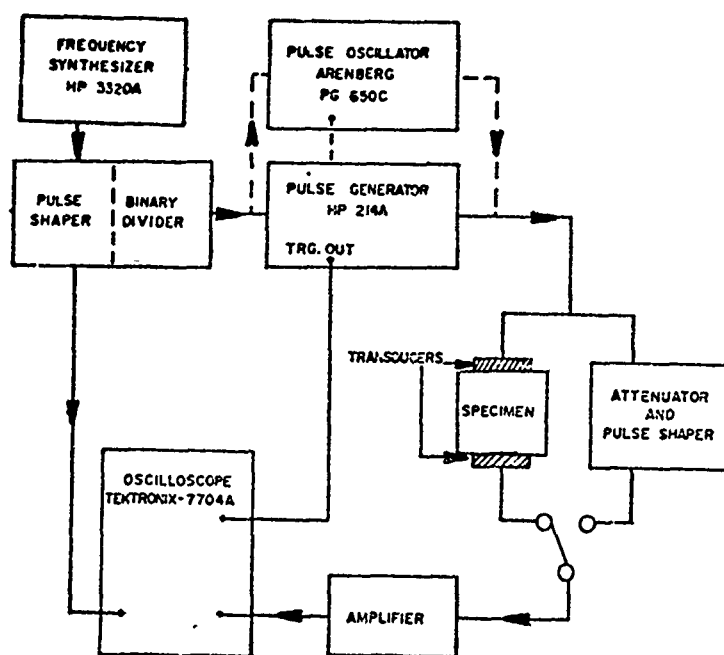 FREQUENCY
SYNTHESIZER
HP 3320A
PULSE OSCILLATOR
ARENBERG
PG 650C
PULSE
SHAPER
BINARY
DIVIDER
PULSE GENERATOR
HP 214A
TRG. OUT
TRANSDUCERS
SPECIMEN
ATTENUATOR
AND
PULSE SHAPER
OSCILLOSCOPE
TEKTRONIX-7704A
AMPLIFIER